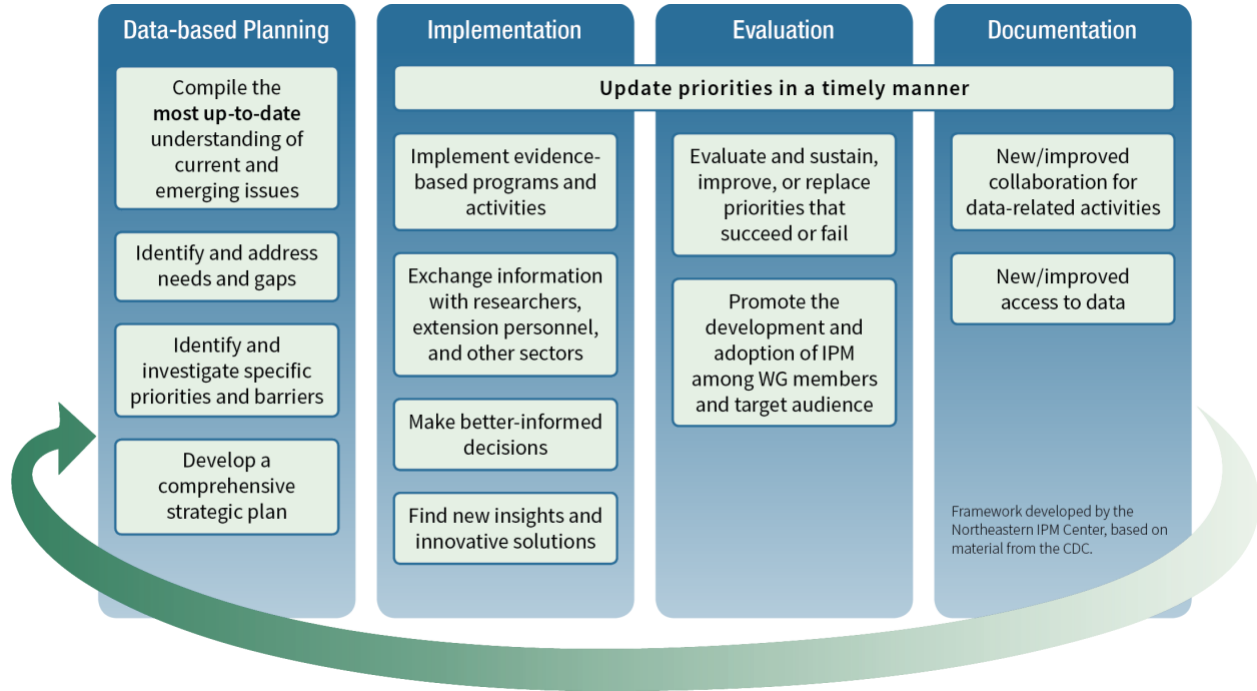 Data-based Planning
Compile the
most up-to-date
understanding of
current and
emerging issues
Identify and address
needs and gaps
Identify and
investigate specific
priorities and barriers
Develop a
comprehensive
strategic plan
Implementation
Evaluation
Documentation
Update priorities in a timely manner
Implement evidence-
based programs and
activities
Exchange information
with researchers,
extension personnel,
and other sectors
Make better-informed
decisions
Find new insights and
innovative solutions
Evaluate and sustain,
improve, or replace
priorities that
succeed or fail
Promote the
development and
adoption of IPM
among WG members
and target audience
New/improved
collaboration for
data-related activities
New/improved
access to data
Framework developed by the
Northeastern IPM Center, based on
material from the CDC.